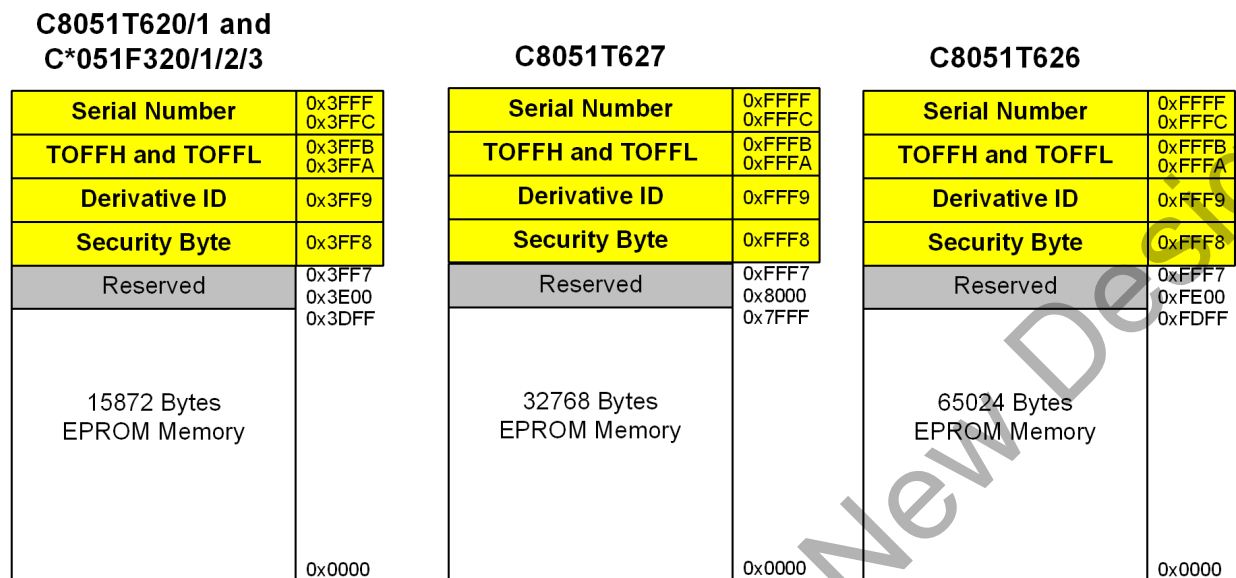 C8051T620/1 and
C*051F320/1/2/3
Serial Number
0x3FFF
0x3FFC
TOFFH and TOFFL
0x3FFB
0x3FFA
Derivative ID
0x3FF9
Security Byte
0x3FF8
Reserved
0x3FF7
0x3E00
0x3DFF
15872 Bytes
EPROM Memory
0x0000
C8051T627
Serial Number
0xFFFF
0xFFFC
TOFFH and TOFFL
0xFFFB
0xFFFA
Derivative ID
0xFFF9
Security Byte
0xFFF8
Reserved
0xFFF7
0x8000
0x7FFF
32768 Bytes
EPROM Memory
0x0000
C8051T626
Serial Number
0xFFFF
0xFFFC
TOFFH and TOFFL
0xFFFB
0xFFFA
Derivative ID
0xFFF9
Security Byte
0xFFF8
Reserved
0xFFF7
0xFE00
0xFDFF
65024 Bytes
EPROM Memory
0x0000
New